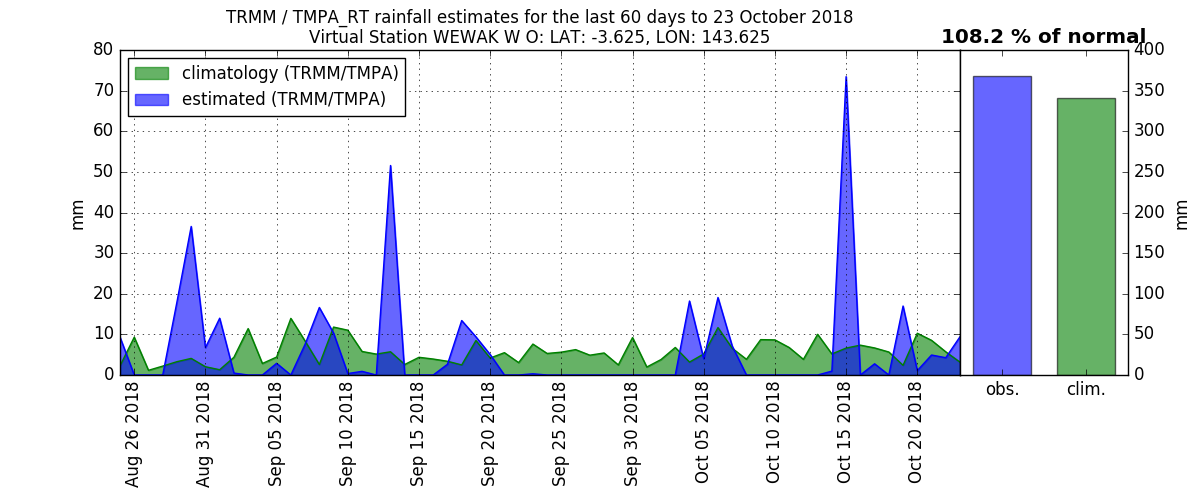 TRMM / TMPA_RT rainfall estimates for the last 60 days to 23 October 2018
Virtual Station WEWAK W O: LAT: -3.625, LON: 143.625
108.2 % of normal
climatology (TRMM/TMPA)
estimated (TRMM/TMPA)
80
70
60
50
40
30
20
10
0
mm
Aug 26 2018
Aug 31 2018
Sep 05 2018
Sep 10 2018
Sep 15 2018
Sep 20 2018
Sep 25 2018
Sep 30 2018
Oct 05 2018
Oct 10 2018
Oct 15 2018
Oct 20 2018
obs.
clim.
400
350
300
250
200
150
100
50
0
mm